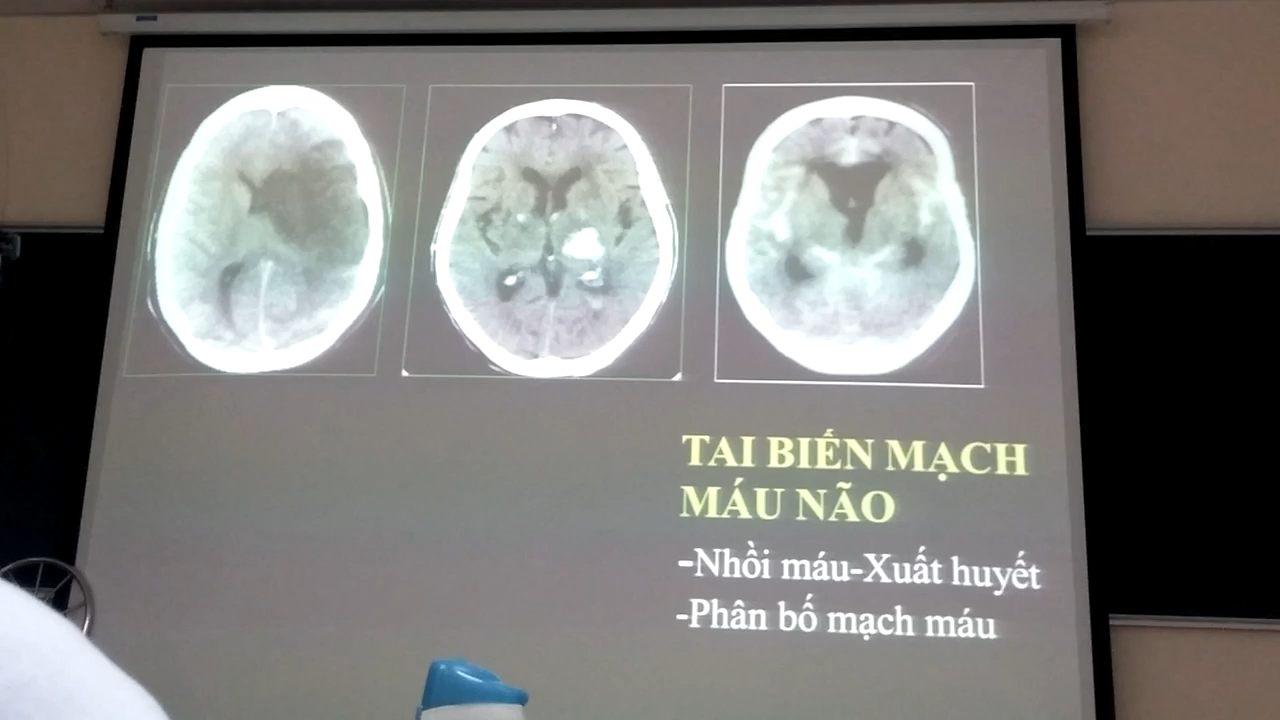 TAI BIẾN MẠCH
MÁU NÃO
-Nhồi máu-Xuất huyết
-Phân bố mạch máu